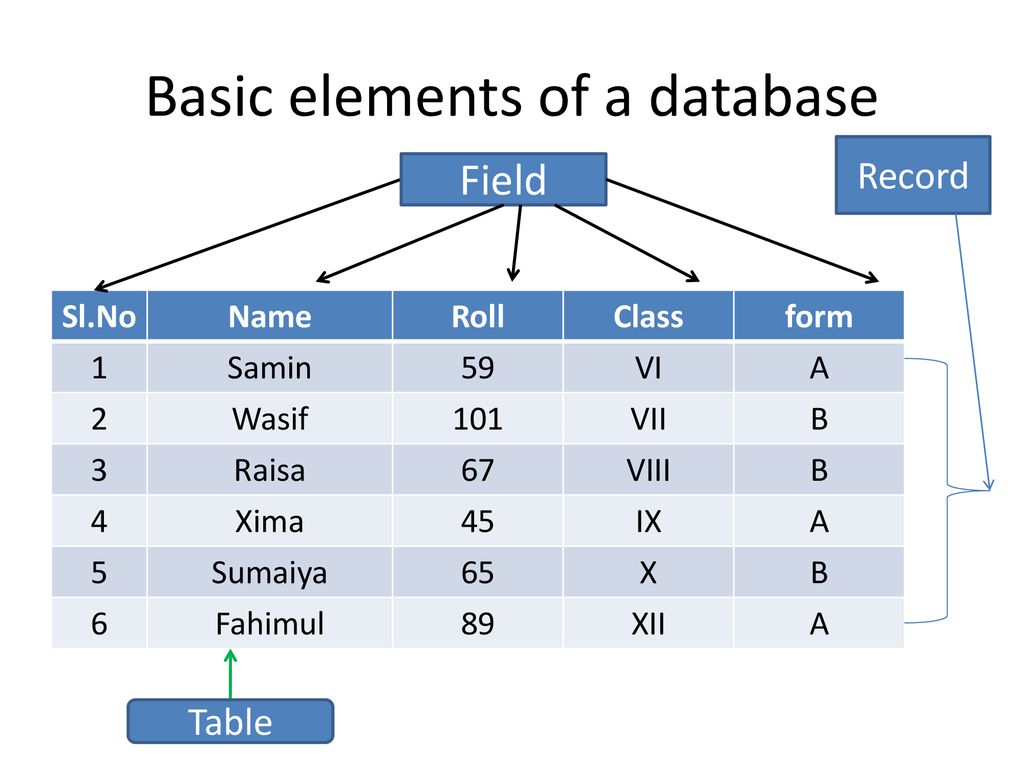 Basic elements of a database
Field
Record
Sl.No Name Roll Class form
1 Samin 59 VI A
2 Wasif 101 VII B
3 Raisa 67 VIII B
4 Xima 45 IX A
5 Sumaiya 65 X B
6 Fahimul 89 XII A
Table